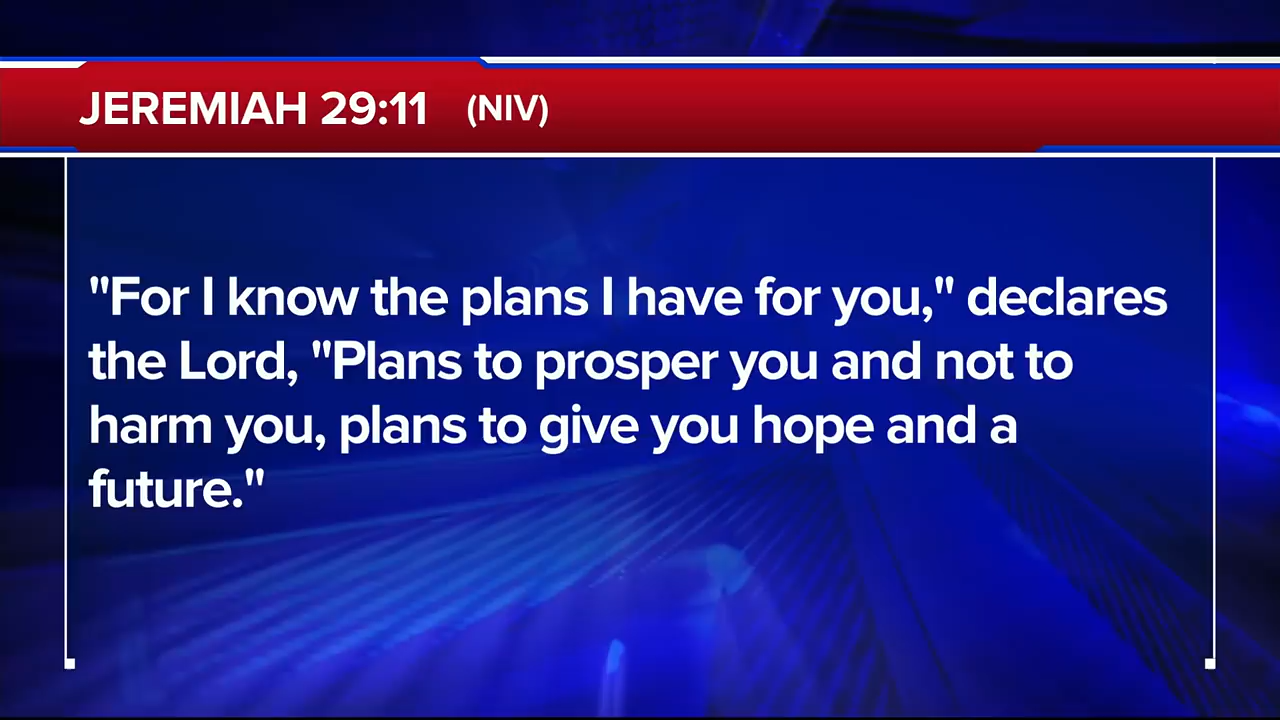 JEREMIAH 29:11 (NIV)
"For I know the plans I have for you," declares
the Lord, "Plans to prosper you and not to
harm you, plans to give you hope and a
future."